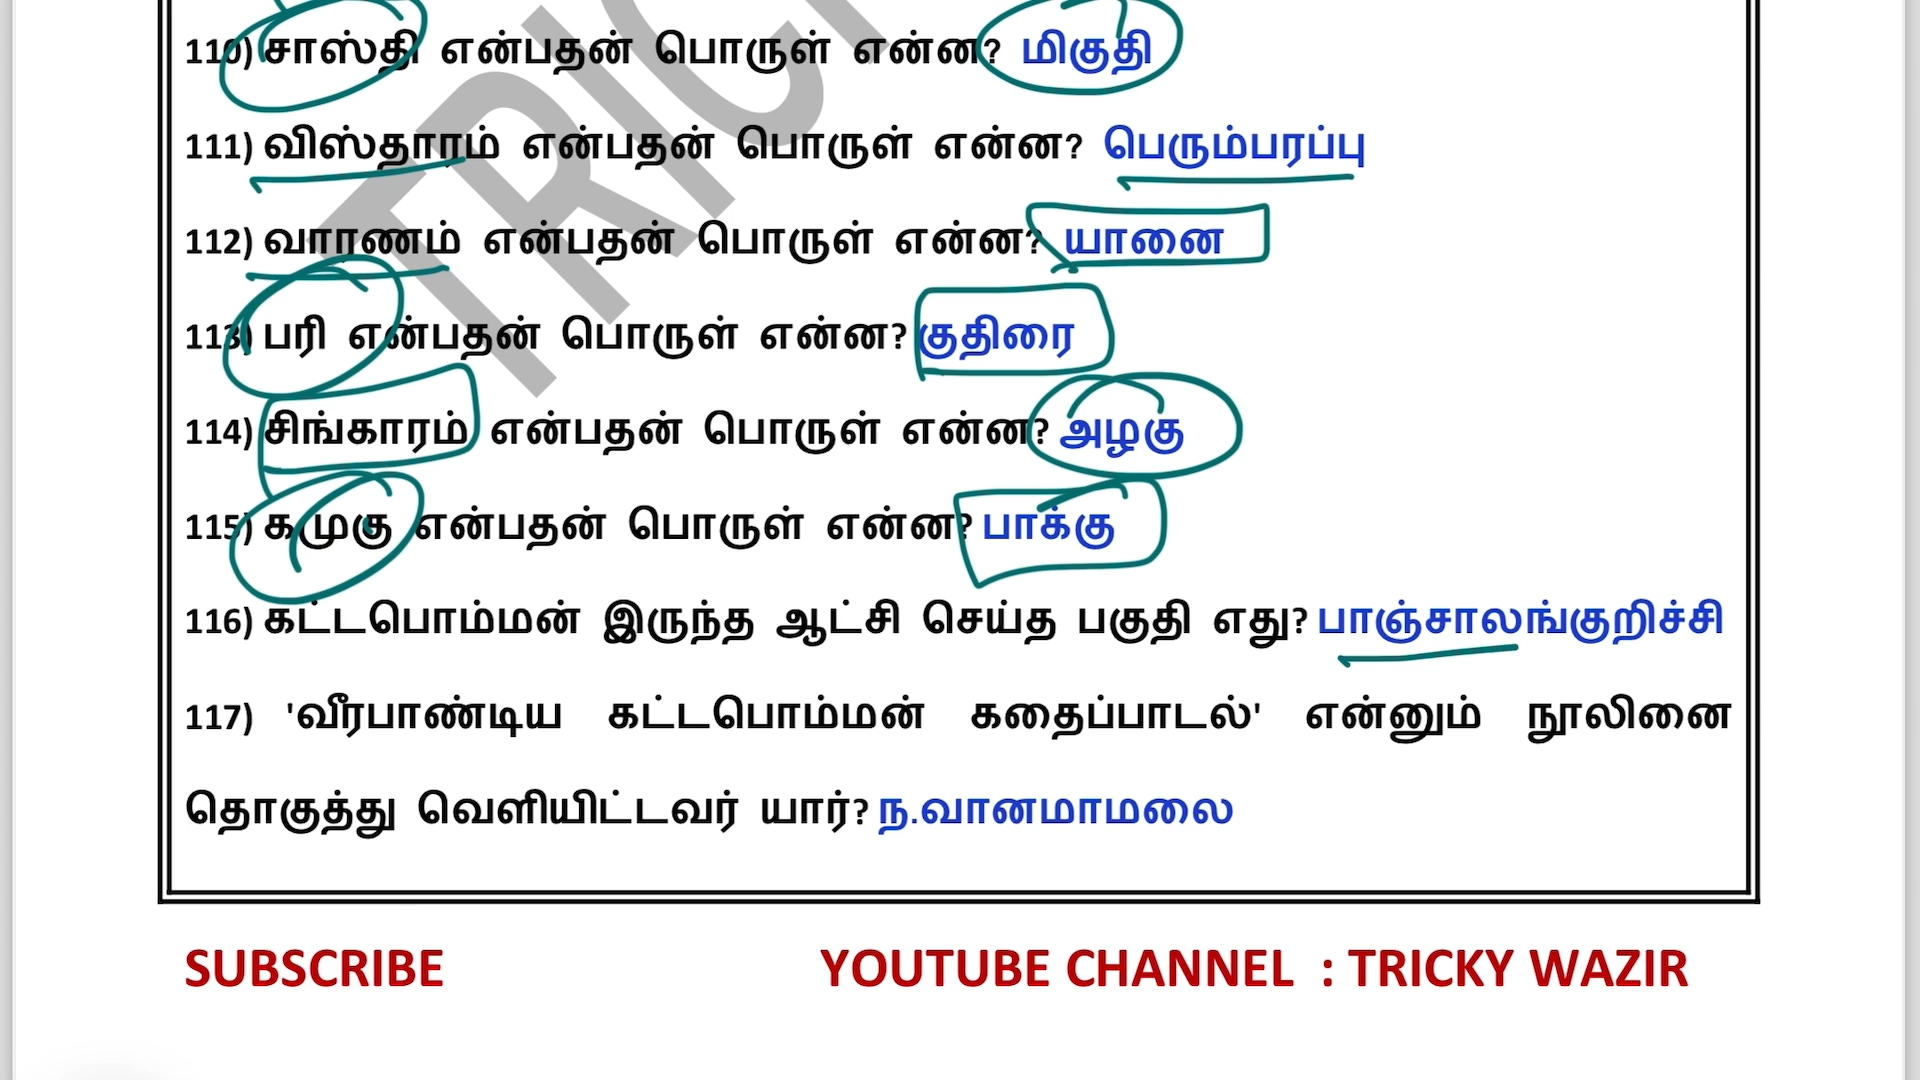 110) சாஸ்தி என்பதன் பொருள் என்ன? மிகுதி
111) விஸ்தாரம் என்பதன் பொருள் என்ன? பெரும்பரப்பு
112) வாரணம் என்பதன் பொருள் என்ன? யானை
113) பரி என்பதன் பொருள் என்ன? குதிரை
114) சிங்காரம் என்பதன் பொருள் என்ன? அழகு
115) கமுகு என்பதன் பொருள் என்ன? பாக்கு
116) கட்டபொம்மன் இருந்த ஆட்சி செய்த பகுதி எது? பாஞ்சாலங்குறிச்சி
117) 'வீரபாண்டிய கட்டபொம்மன் கதைப்பாடல்' என்னும் நூலினை
தொகுத்து வெளியிட்டவர் யார்? ந.வானமாமலை
SUBSCRIBE YOUTUBE CHANNEL : TRICKY WAZIR